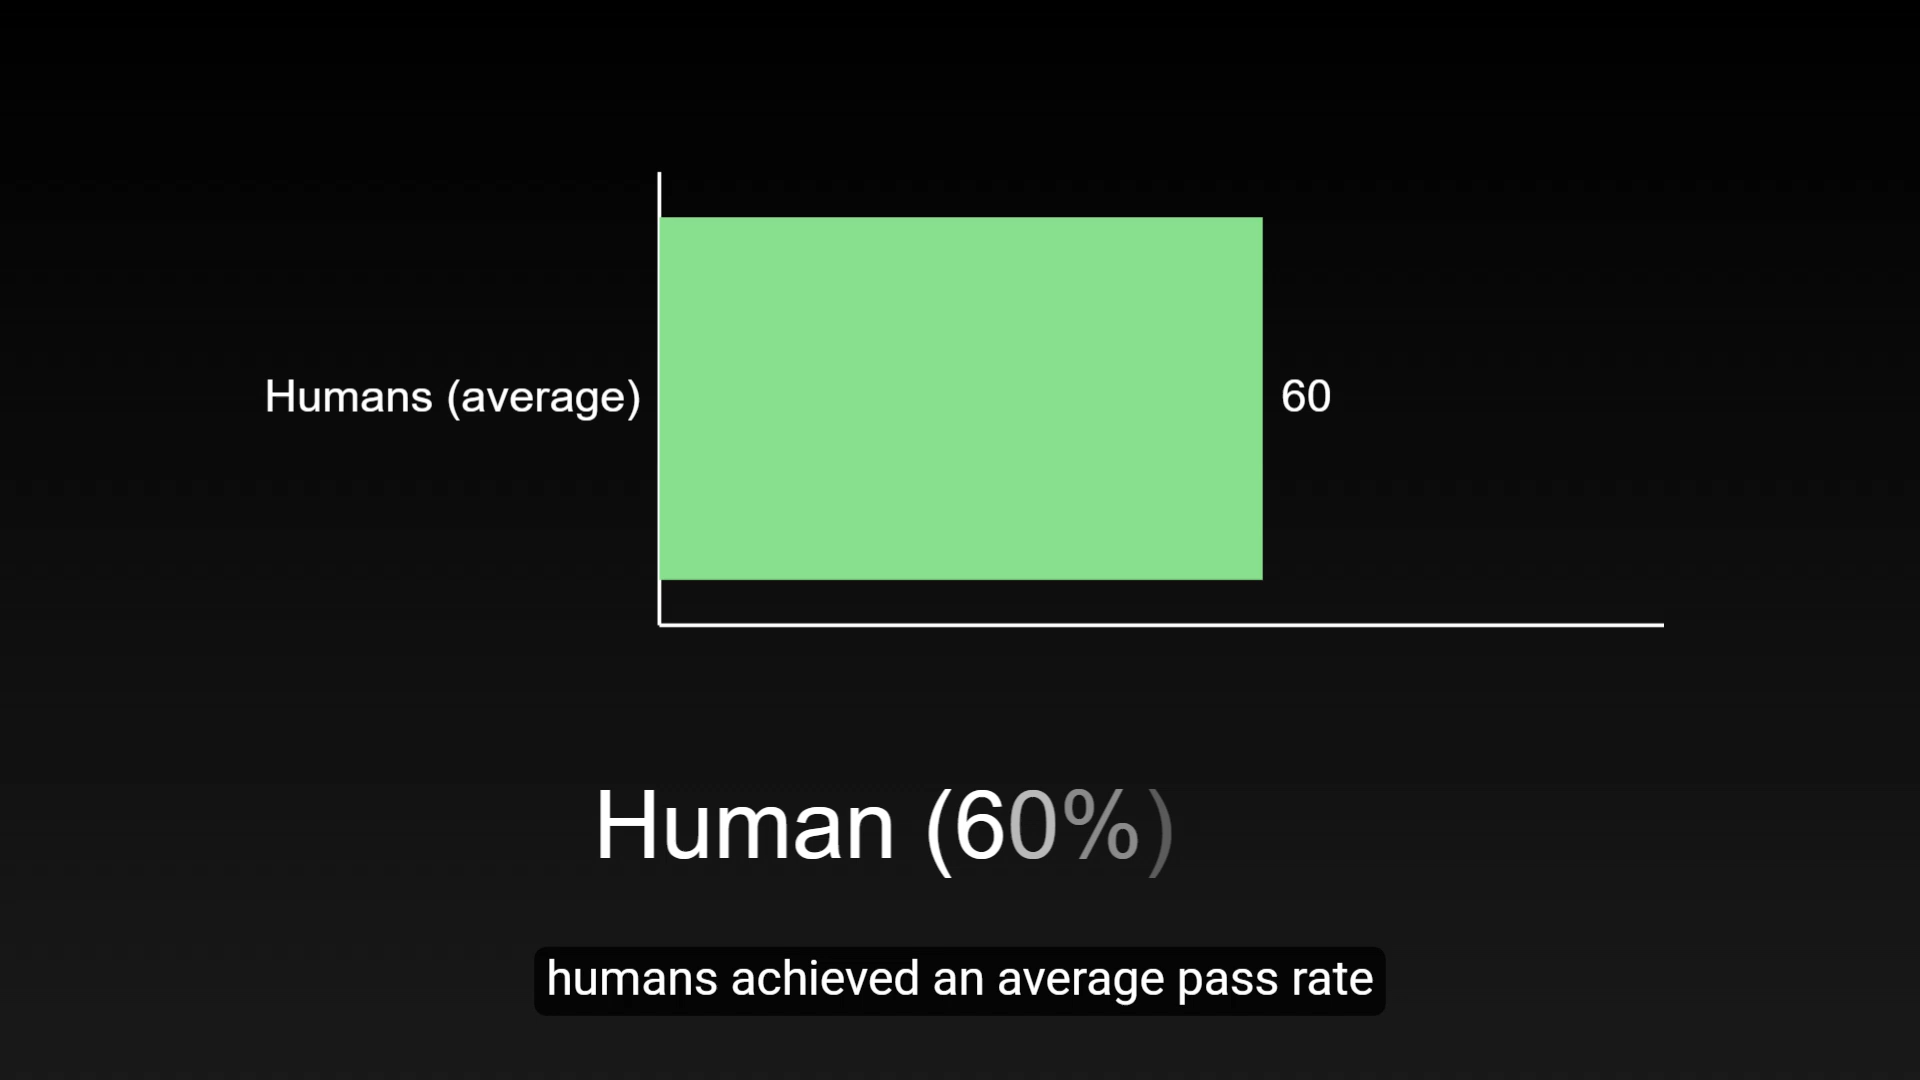 Humans (average)
60
Human (60%)
humans achieved an average pass rate